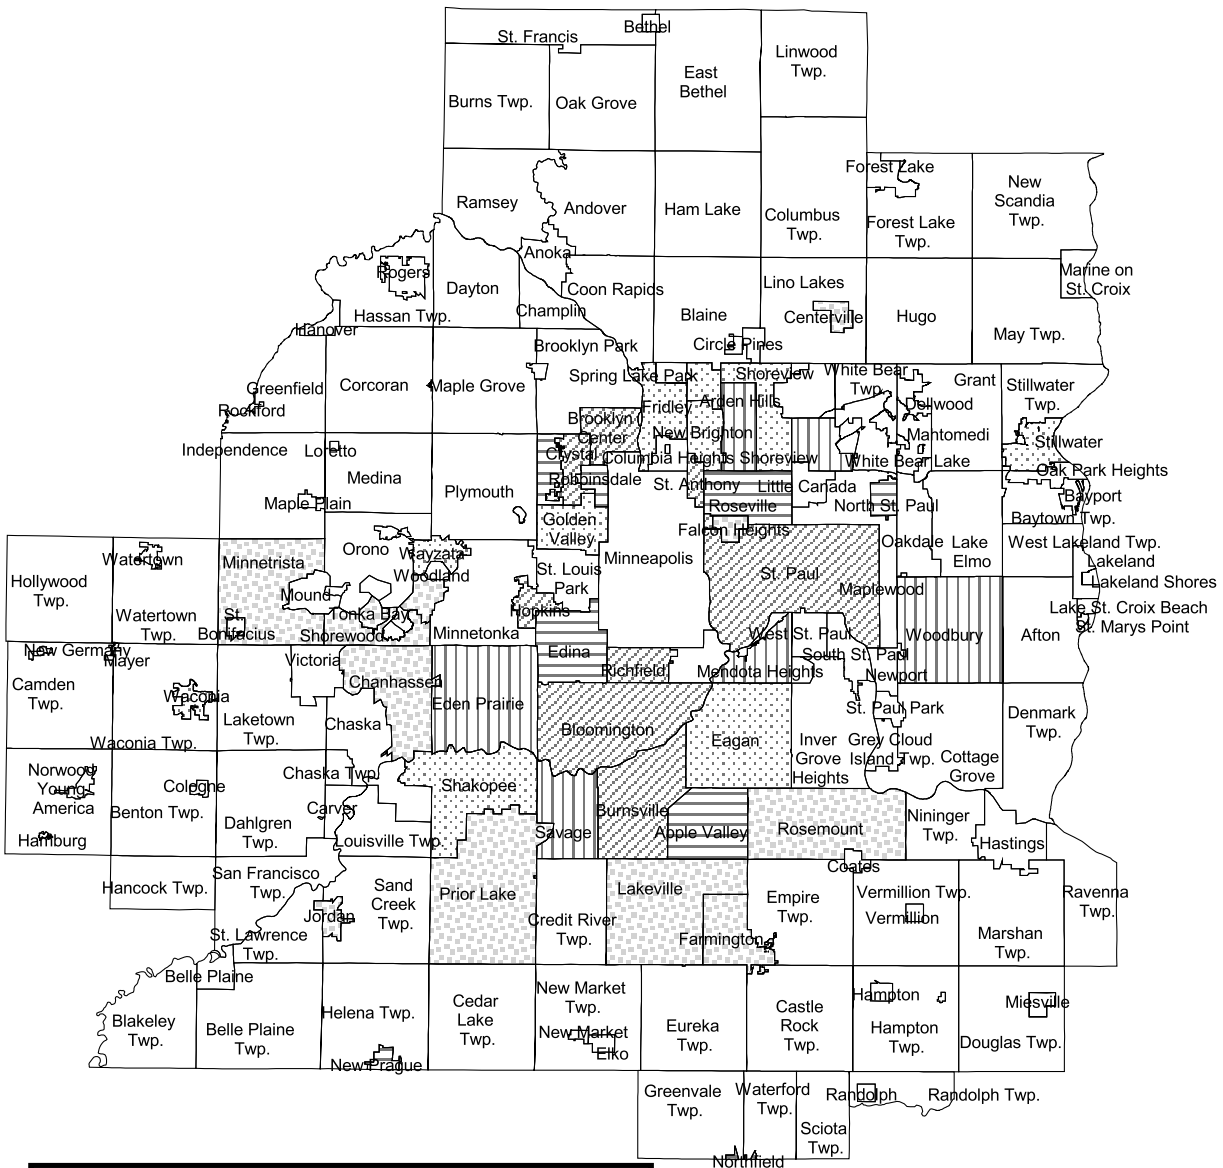 Bethel
St. Francis
Linwood
Twp.
East
Bethel
Burns Twp.
Oak Grove
Forest Lake
New
Scandia
Twp.
Ramsey
Andover
Ham Lake
Columbus
Twp.
Forest Lake
Twp.
Anoka
Rogers
Marine on
St. Croix
Dayton
Coon Rapids
Lino Lakes
Hassan Twp.
Champlin
Blaine
Centerville
Hugo
Hanover
May Twp.
Brooklyn Park
Circle Pines
Greenfield
Corcoran
Maple Grove
Spring Lake Park
Shoreview
White Bear
Twp.
Grant
Stillwater
Twp.
Rockford
Fridley
Arden Hills
Dellwood
Brooklyn
Center
New Brighton
Mahtomedi
Stillwater
Independence
Loretto
Crystal
Columbia Heights
Shoreview
White Bear Lake
Oak Park Heights
Medina
Plymouth
Robbinsdale
St. Anthony
Little Canada
Bayport
Maple Plain
Roseville
North St. Paul
Baytown Twp.
Golden
Valley
Falcon Heights
Orono
Wayzata
Oakdale
Lake
Elmo
West Lakeland Twp.
Watertown
Minnetrista
Minneapolis
Lakeland
Hollywood
Twp.
Woodland
St. Louis
Park
St. Paul
Maplewood
Lakeland Shores
Mound
Watertown
Twp.
St.
Bonifacius
Tonka Bay
Hopkins
Lake St. Croix Beach
St. Marys Point
Shorewood
Minnetonka
West St. Paul
Woodbury
Afton
New Germany
Mayer
Victoria
Edina
Richfield
South St. Paul
Mendota Heights
Newport
Camden
Twp.
Waconia
Chanhassen
Eden Prairie
St. Paul Park
Laketown
Twp.
Chaska
Bloomington
Eagan
Denmark
Twp.
Waconia Twp.
Inver
Grove
Heights
Grey Cloud
Island Twp.
Cottage
Grove
Norwood
Young
America
Cologne
Chaska Twp.
Shakopee
Benton Twp.
Carver
Burnsville
Dahlgren
Twp.
Louisville Twp.
Savage
Apple Valley
Rosemount
Nininger
Twp.
Hamburg
Hastings
Hancock Twp.
San Francisco
Twp.
Sand
Creek
Twp.
Prior Lake
Lakeville
Coates
Empire
Twp.
Vermillion Twp.
Ravenna
Twp.
Jordan
Credit River
Twp.
Vermillion
St. Lawrence
Twp.
Farmington
Marshan
Twp.
Belle Plaine
New Market
Twp.
Hampton
Miesville
Blakeley
Twp.
Belle Plaine
Twp.
Helena Twp.
Cedar
Lake
Twp.
Castle
Rock
Twp.
New Market
Elko
Eureka
Twp.
Hampton
Twp.
Douglas Twp.
New Prague
Greenvale
Twp.
Waterford
Twp.
Randolph
Randolph Twp.
Sciota
Twp.
Northfield